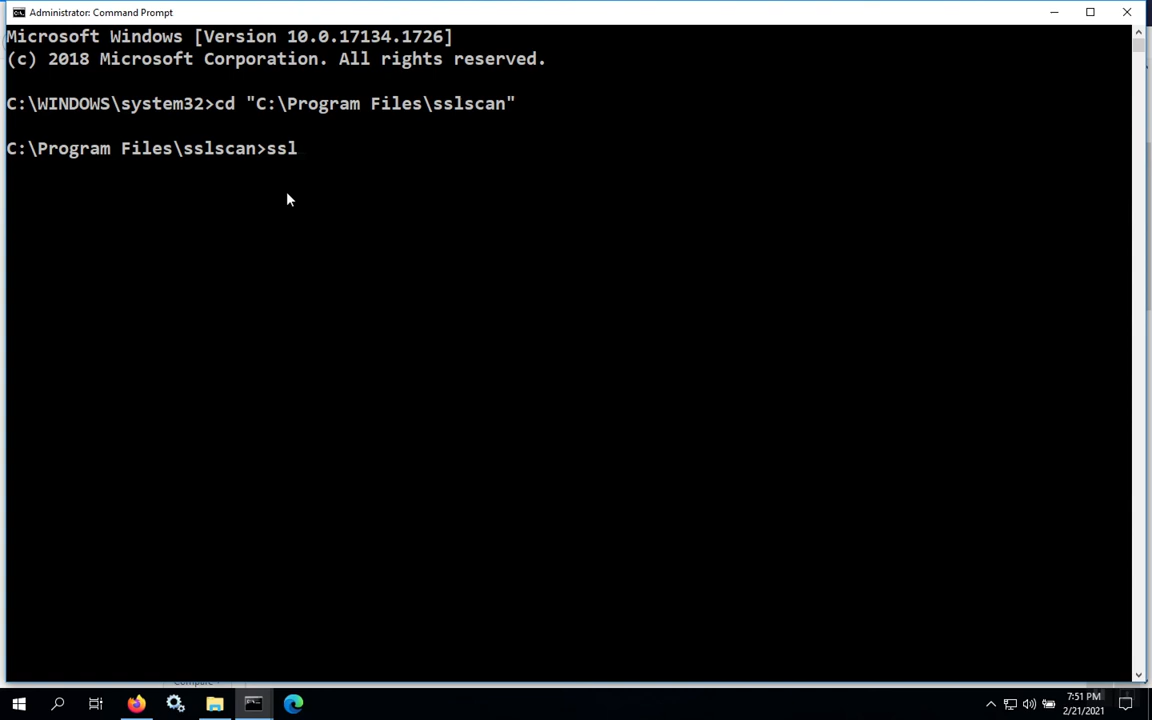 Administrator: Command Prompt
Microsoft Windows [Version 10.0.17134.1726]
(c) 2018 Microsoft Corporation. All rights reserved.
C:\WINDOWS\system32>cd "C:\Program Files\sslscan"
C:\Program Files\sslscan>ssl
7:51 PM
2/21/2021